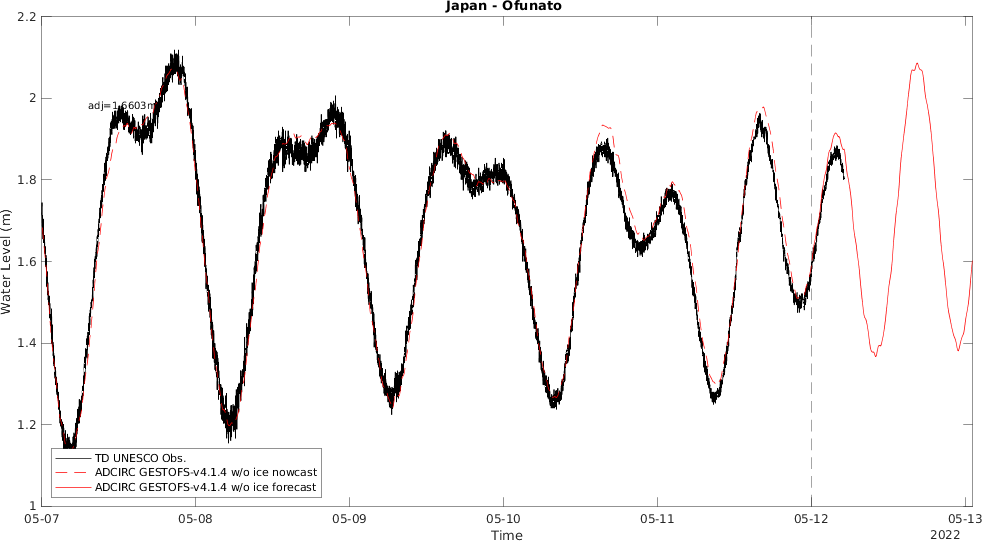 Japan - Ofunato
2.2
2
1.8
1.6
1.4
1.2
1
Water Level (m)
adj=1.6603m
TD UNESCO Obs.
ADCIRC GESTOFS-v4.1.4 w/o ice nowcast
ADCIRC GESTOFS-v4.1.4 w/o ice forecast
05-07 05-08 05-09 05-10 05-11 05-12 05-13
Time
2022